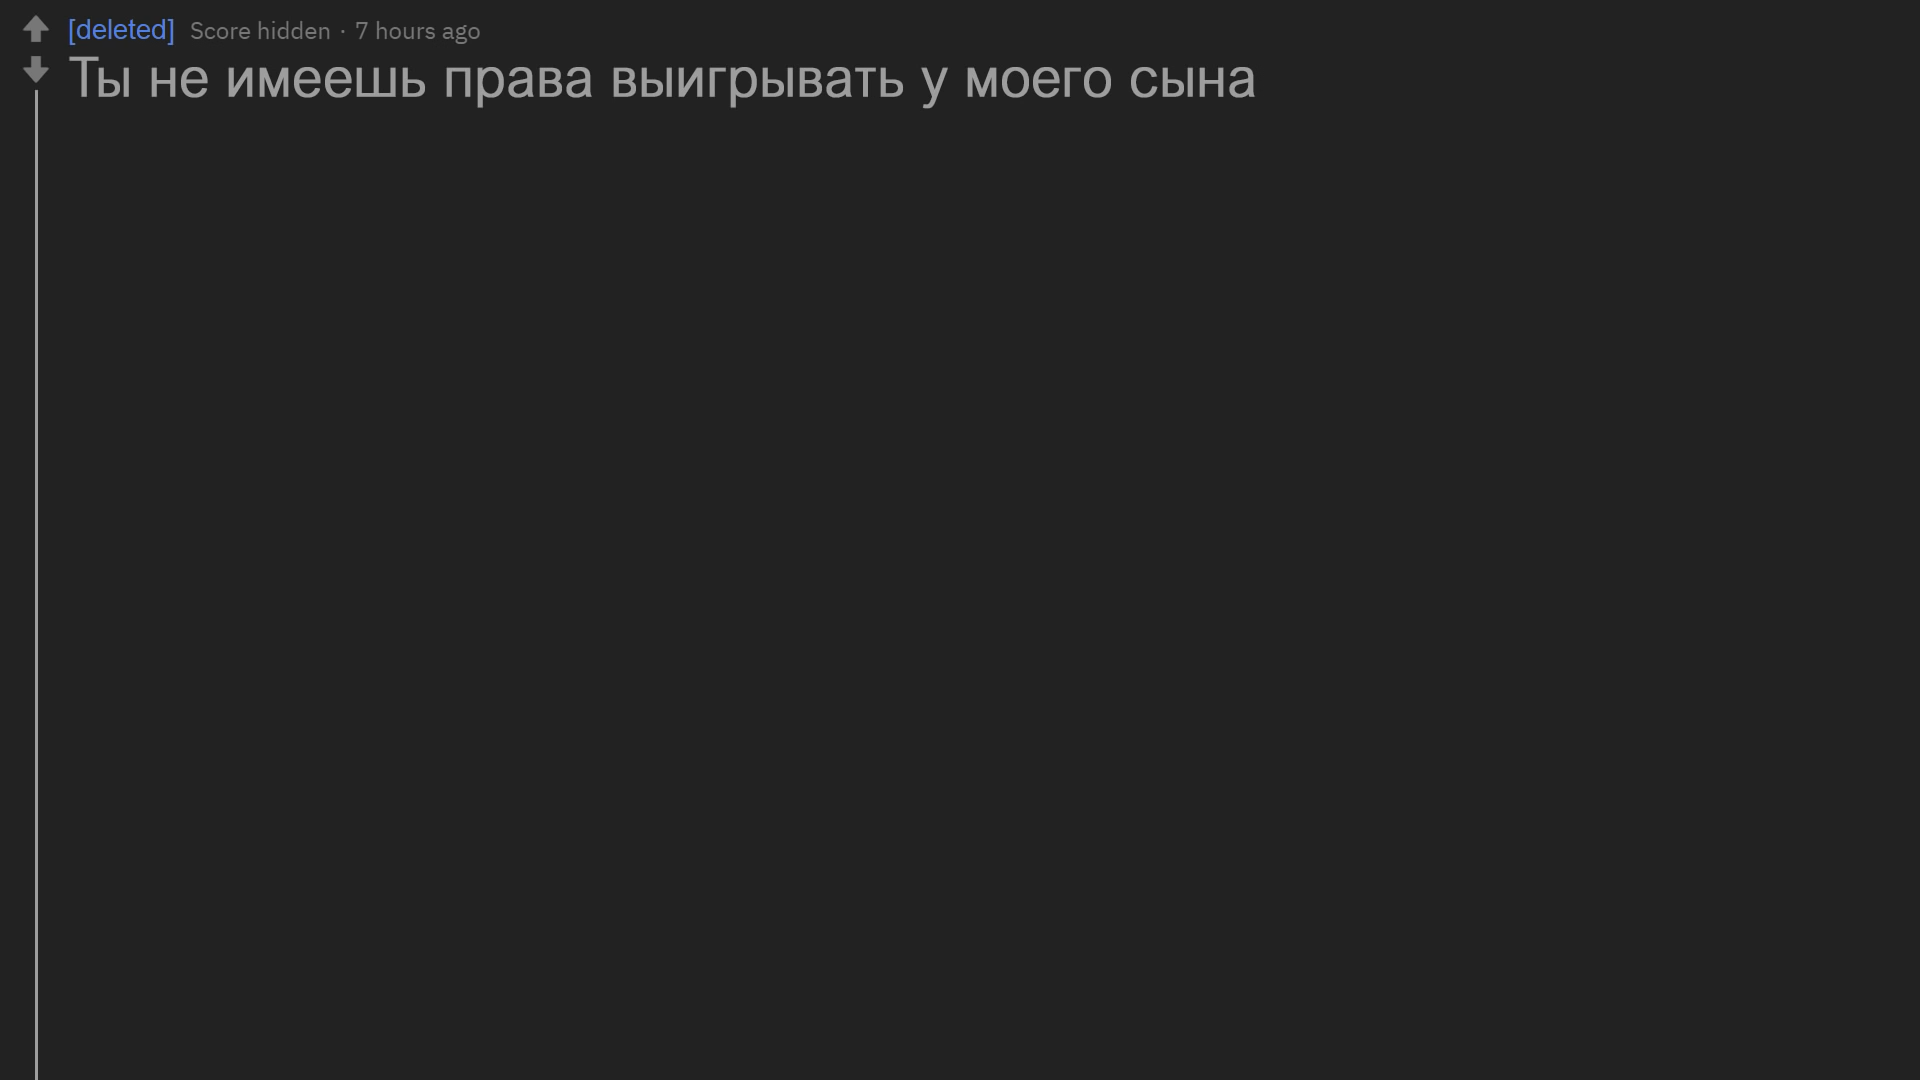 [deleted] Score hidden · 7 hours ago
Ты не имеешь права выигрывать у моего сына